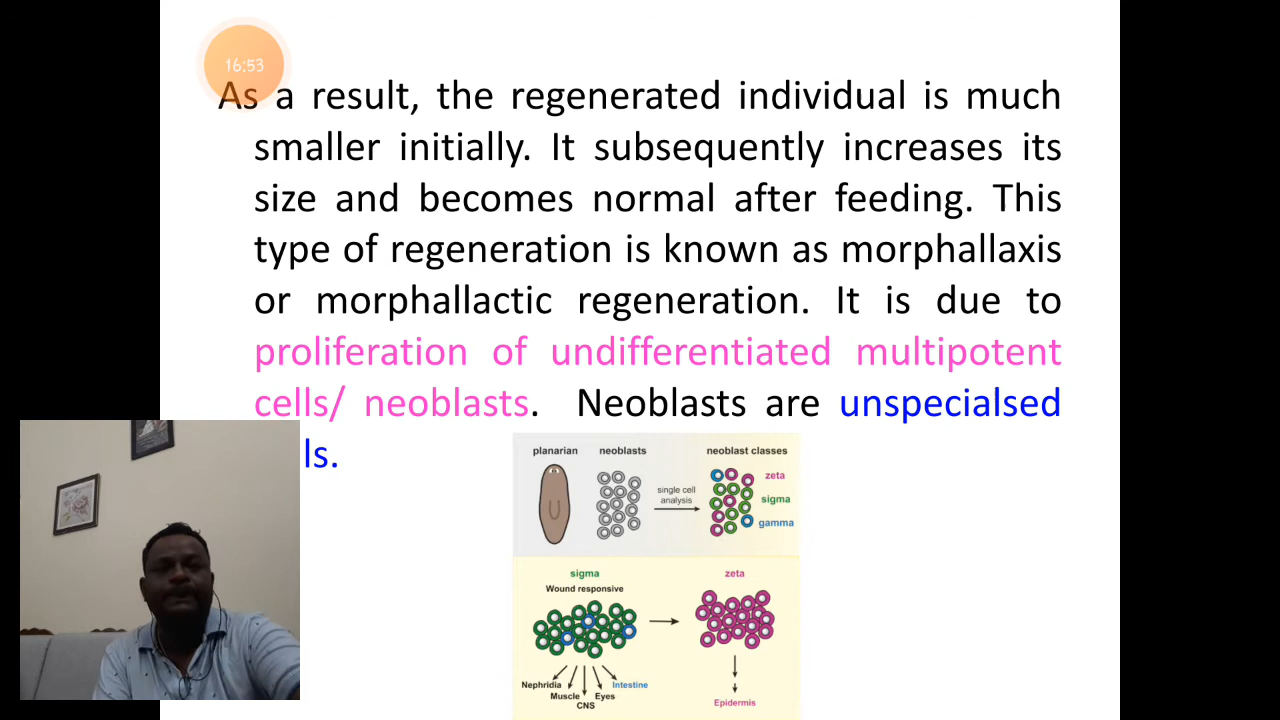 16:53
As a result, the regenerated individual is much
smaller initially. It subsequently increases its
size and becomes normal after feeding. This
type of regeneration is known as morphallaxis
or morphallactic regeneration. It is due to
proliferation of undifferentiated multipotent
cells/ neoblasts. Neoblasts are unspecialsed
ls.
planarian neoblasts neoblast classes
single cell
analysis
zeta
sigma
gamma
sigma
Wound responsive
zeta
Nephridia
Muscle
CNS
Eyes
Intestine
Epidermis